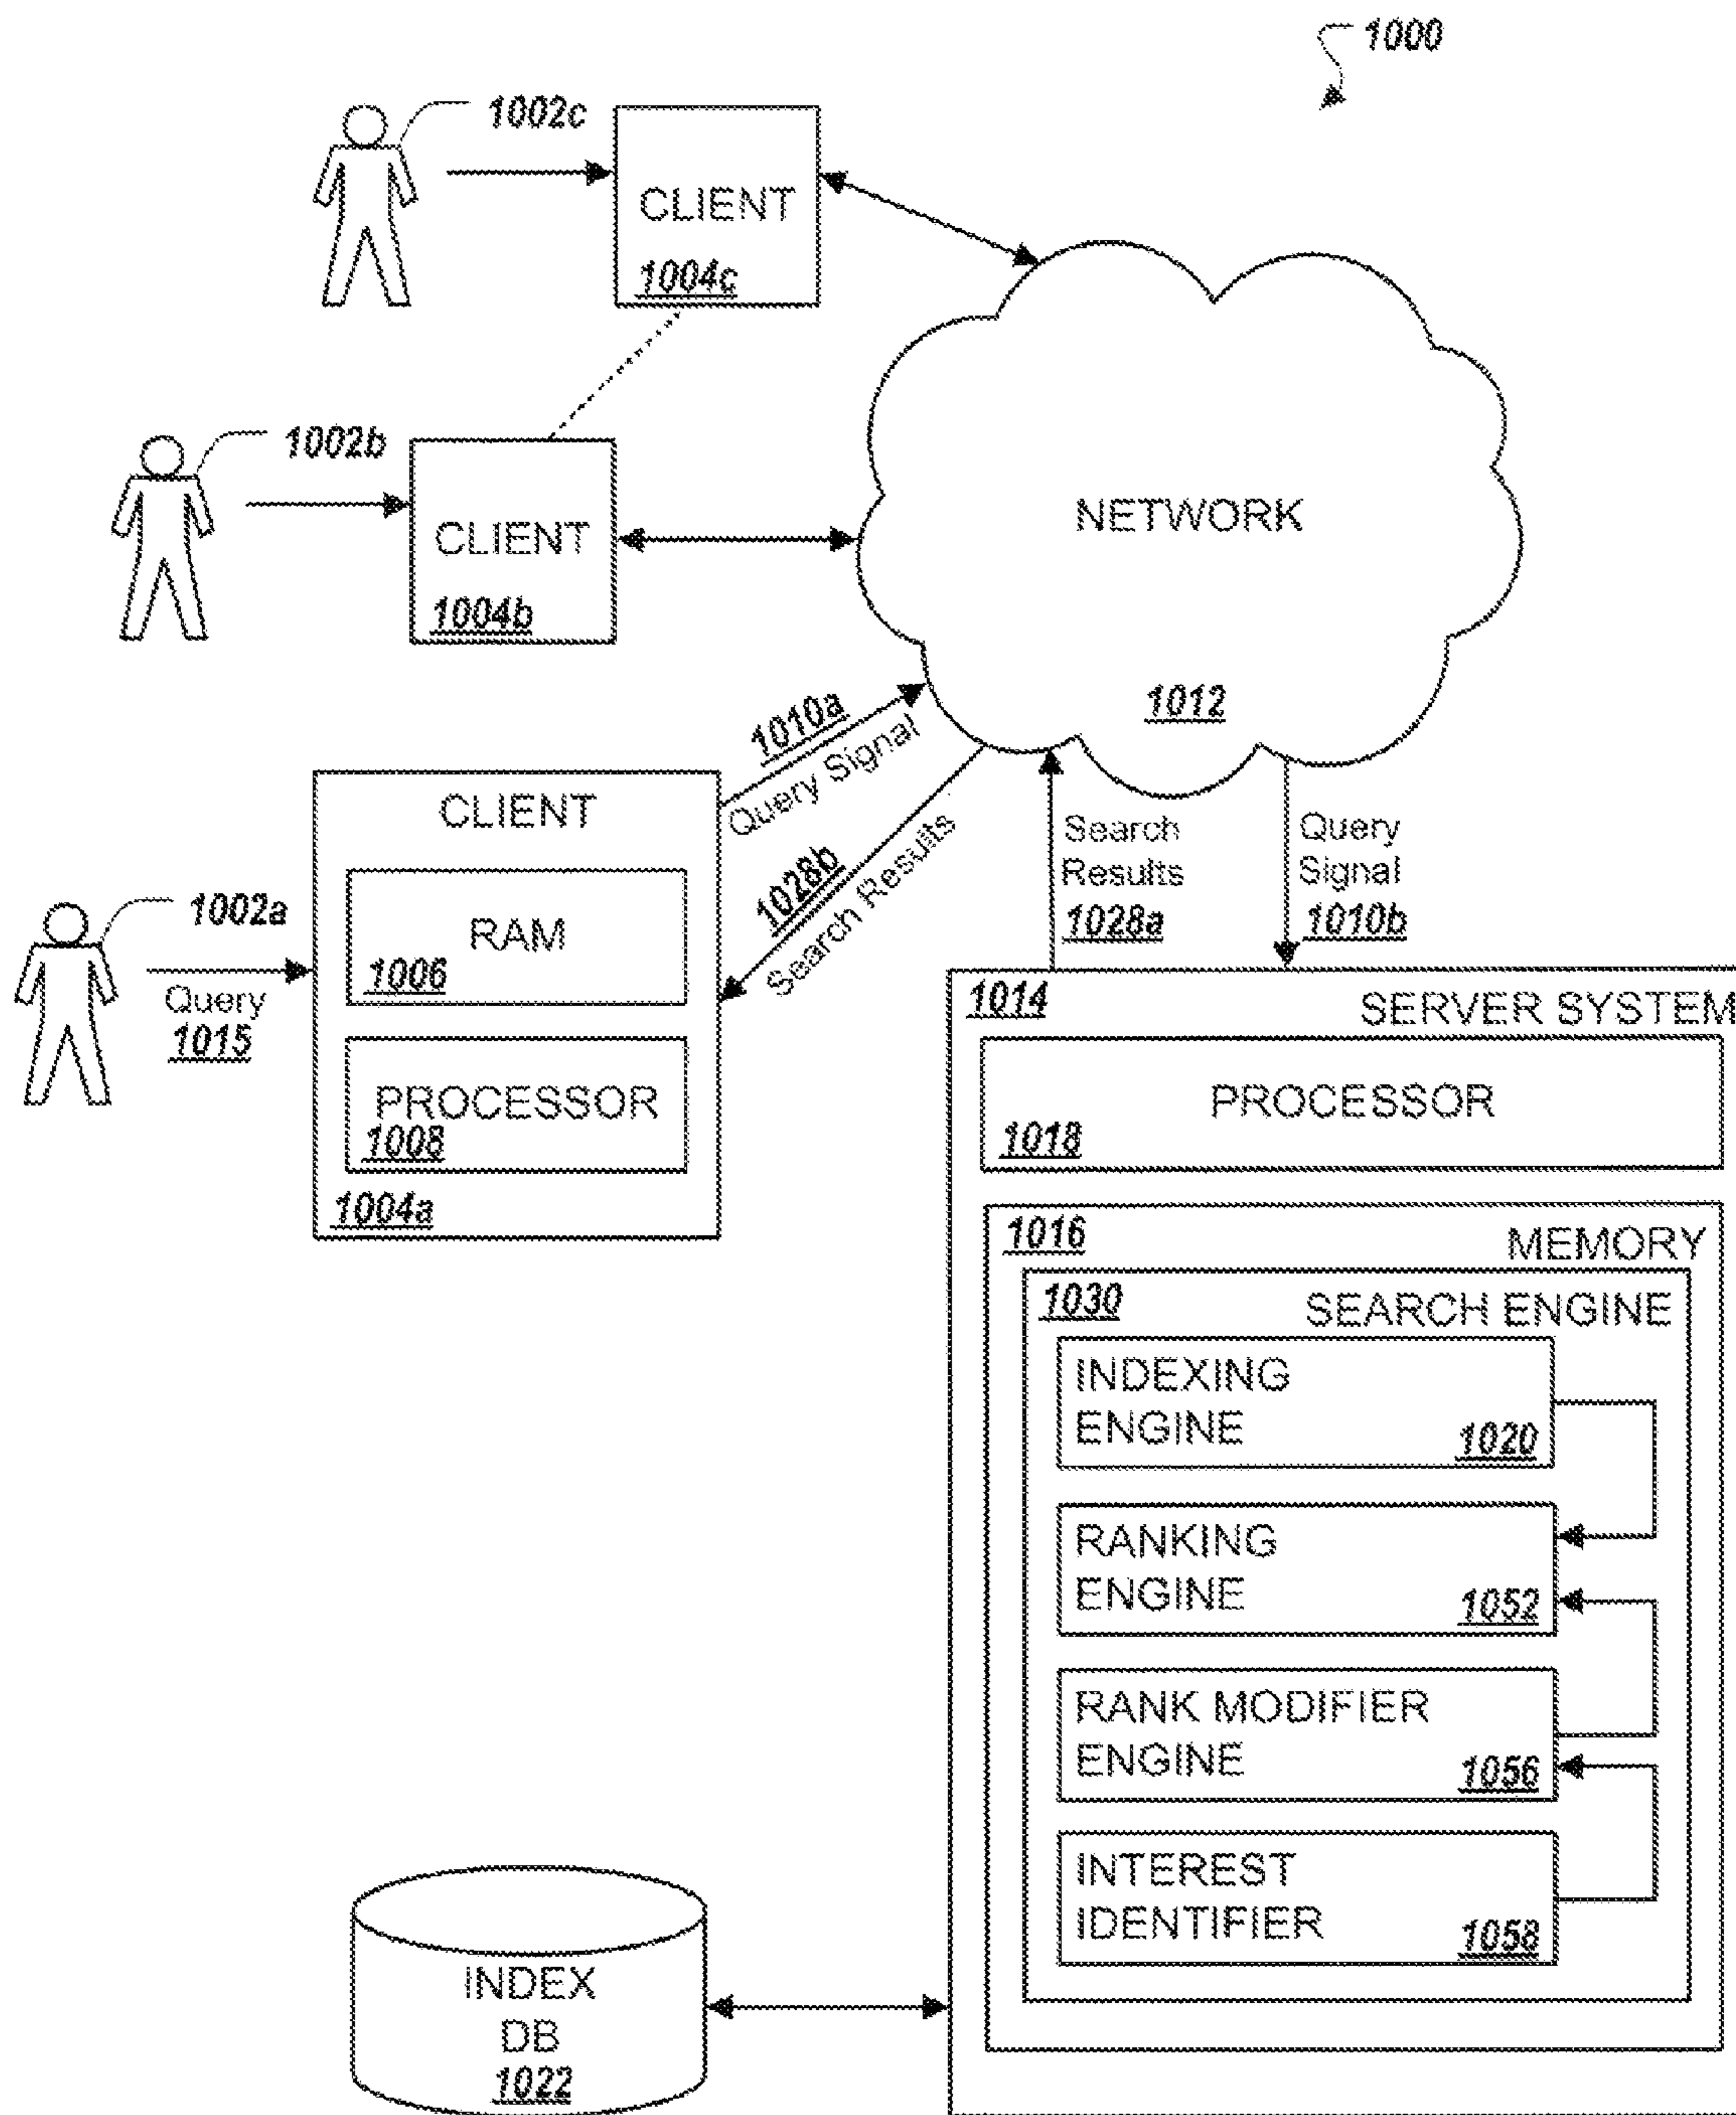 1000
1002c
CLIENT
1004c
1002b
CLIENT
1004b
NETWORK
1012
1010a
Query Signal
1028b
Search Results
Search
Results
1028a
Query
Signal
1010b
CLIENT
RAM
1006
PROCESSOR
1008
1004a
1002a
Query
1015
1014
SERVER SYSTEM
PROCESSOR
1018
1016
MEMORY
1030
SEARCH ENGINE
INDEXING
ENGINE
1020
RANKING
ENGINE
1052
RANK MODIFIER
ENGINE
1056
INTEREST
IDENTIFIER
1058
INDEX
DB
1022